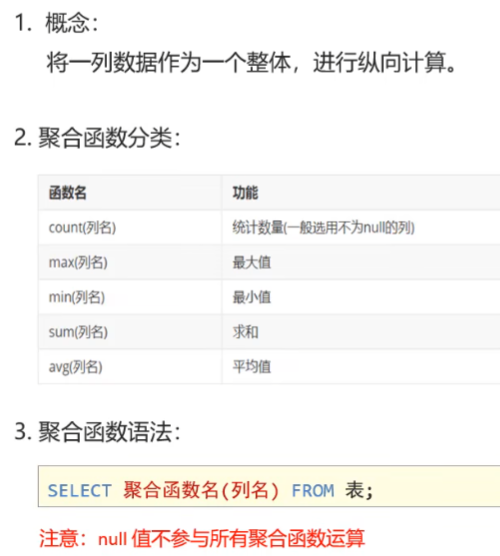 1. 概念：
将一列数据作为一个整体，进行纵向计算。
2. 聚合函数分类：
函数名 功能
count(列名) 统计数量(一般选用不为null的列)
max(列名) 最大值
min(列名) 最小值
sum(列名) 求和
avg(列名) 平均值
3. 聚合函数语法：
SELECT 聚合函数名(列名) FROM 表;
注意：null 值不参与所有聚合函数运算